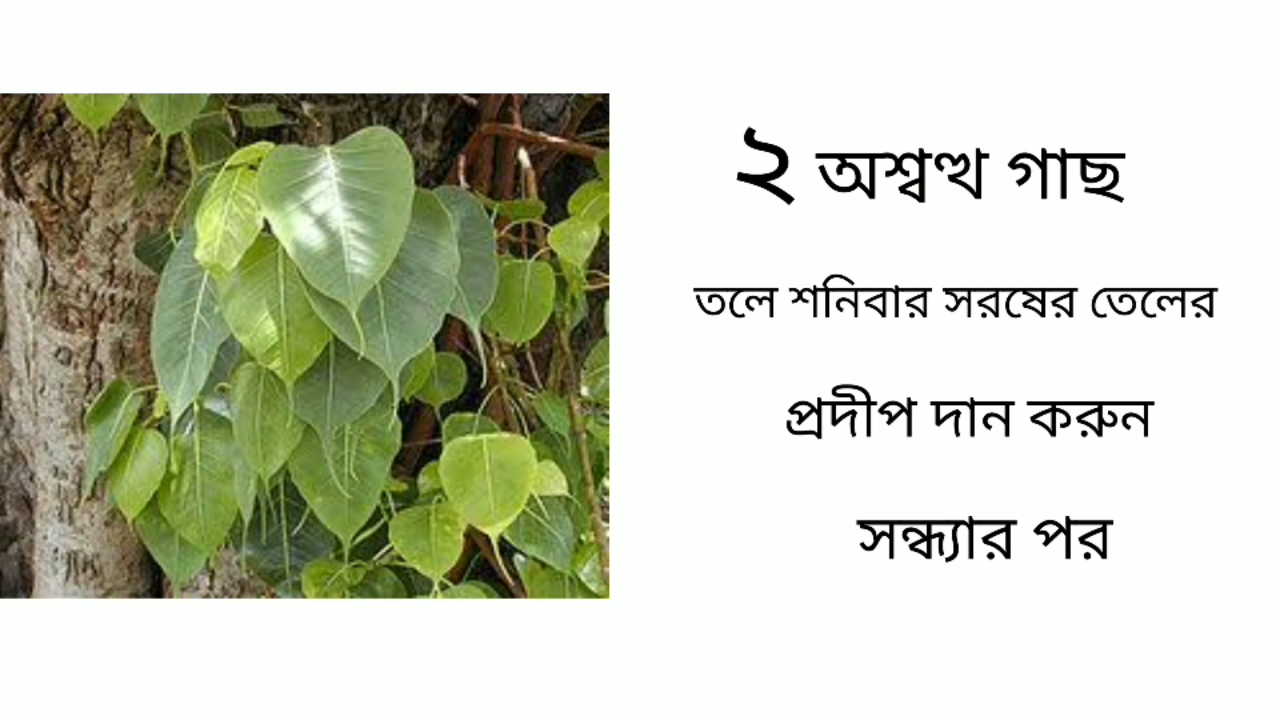 ২ অশ্বত্থ গাছ
তলে শনিবার সরষের তেলের
প্রদীপ দান করুন
সন্ধ্যার পর